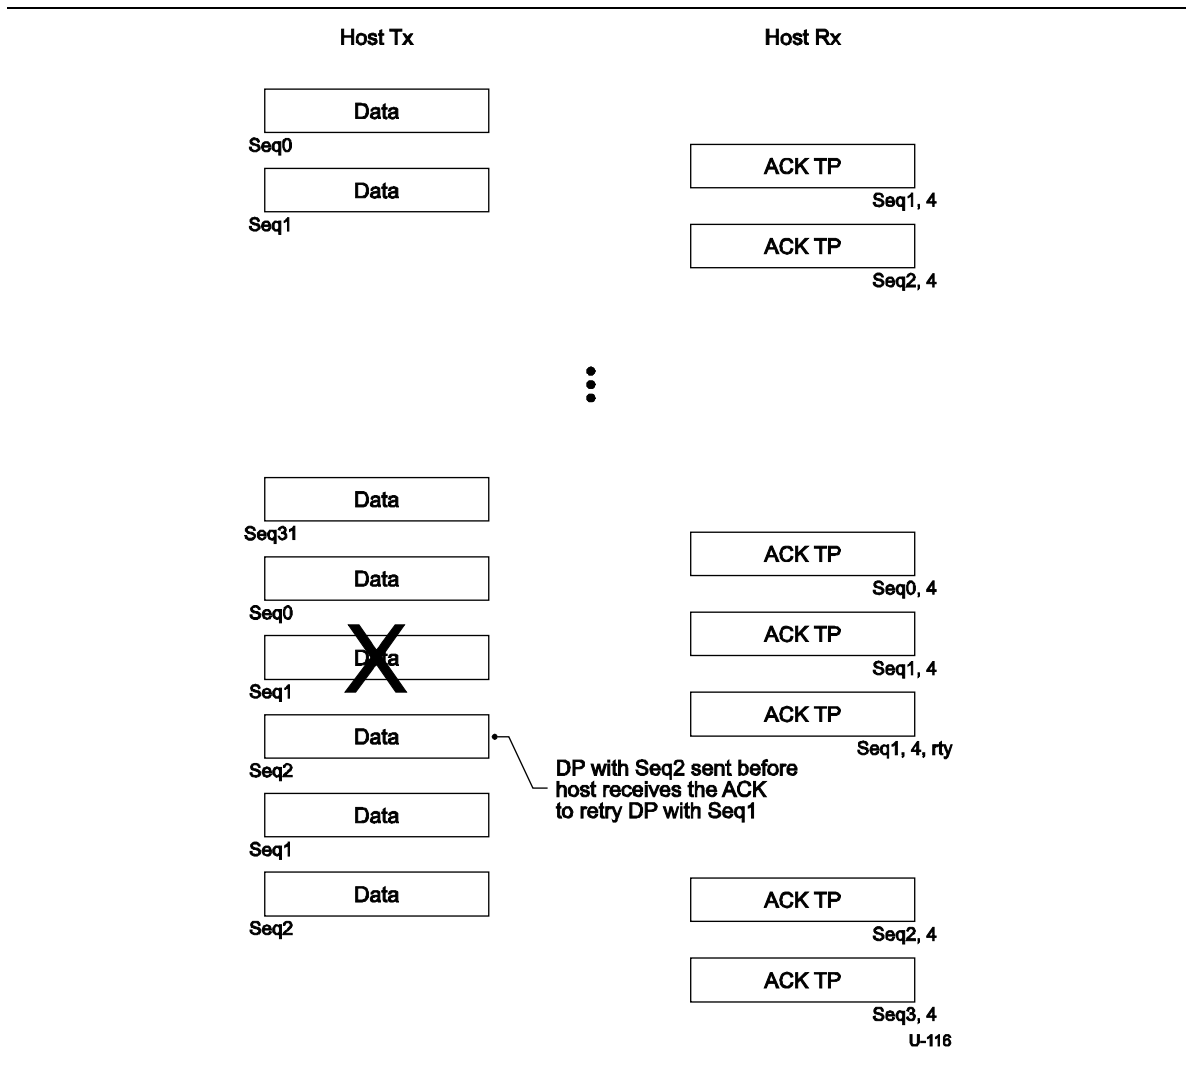 Host Tx
Host Rx
Data
Seq0
ACK TP
Seq1, 4
Data
Seq1
ACK TP
Seq2, 4
Data
Seq31
ACK TP
Seq0, 4
Data
Seq0
ACK TP
Seq1, 4
Data
Seq1
ACK TP
Seq1, 4, rty
Data
Seq2
DP with Seq2 sent before
host receives the ACK
to retry DP with Seq1
Data
Seq1
Data
Seq2
ACK TP
Seq2, 4
ACK TP
Seq3, 4
U-116